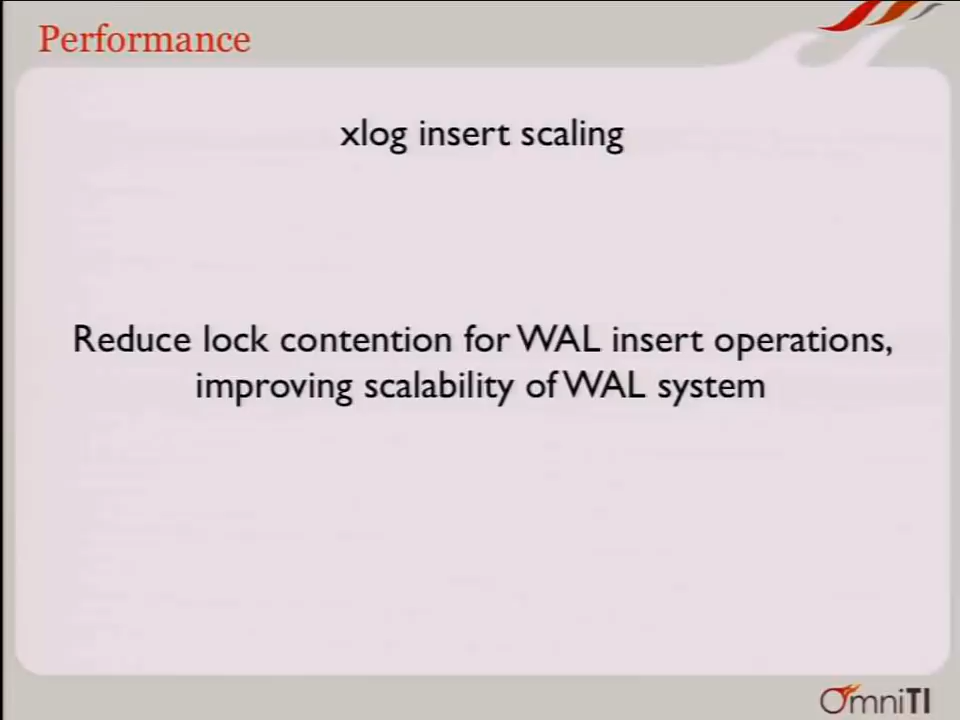 Performance
xlog insert scaling
Reduce lock contention for WAL insert operations,
improving scalability of WAL system
OmniTI